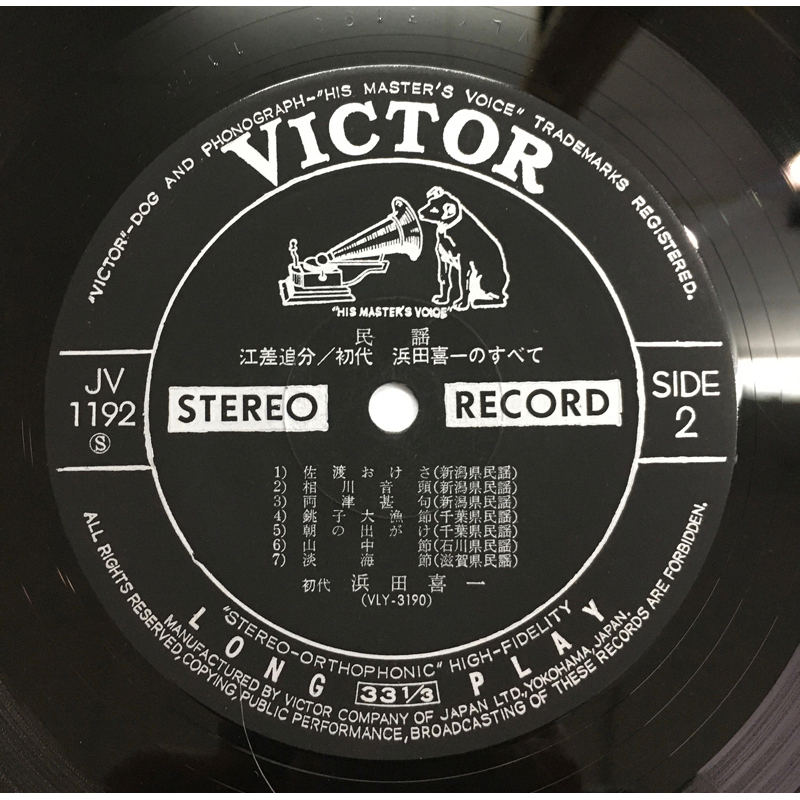 "VICTOR"-DOG AND PHONOGRAPH-"HIS MASTER'S VOICE" TRADEMARKS REGISTERED.
VICTOR
"HIS MASTER'S VOICE"
民 謡
江差追分/初代 浜田喜一のすべて
JV
1192
Ⓢ
STEREO
RECORD
SIDE
2
1) 佐渡おけさ(新潟県民謡)
2) 相川音頭(新潟県民謡)
3) 両津甚句(新潟県民謡)
4) 銚子大漁節(千葉県民謡)
5) 朝の出がけ(千葉県民謡)
6) 山中節(石川県民謡)
7) 淡海節(滋賀県民謡)
初代 浜田喜一
(VLY-3190)
"STEREO-ORTHOPHONIC" HIGH-FIDELITY
LONG 33 1/3 PLAY
MANUFACTURED BY VICTOR COMPANY OF JAPAN LTD., YOKOHAMA, JAPAN.
ALL RIGHTS RESERVED, COPYING, PUBLIC PERFORMANCE, BROADCASTING OF THESE RECORDS ARE FORBIDDEN.